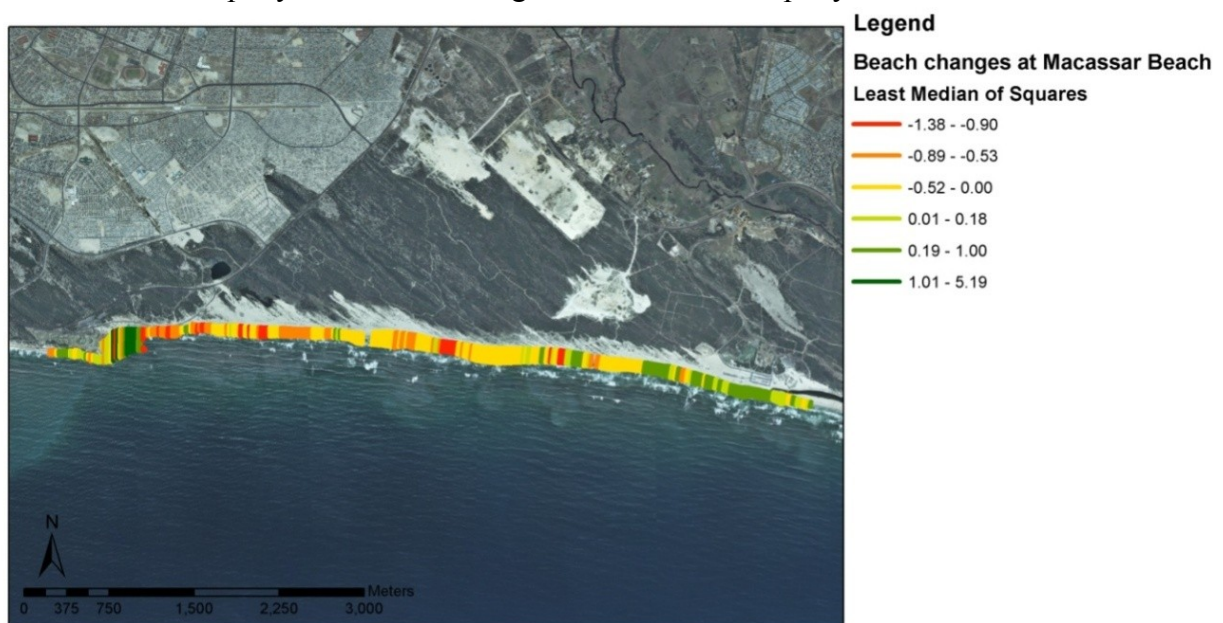 Legend
Beach changes at Macassar Beach
Least Median of Squares
-1.38 - -0.90
-0.89 - -0.53
-0.52 - 0.00
0.01 - 0.18
0.19 - 1.00
1.01 - 5.19
N
Meters
0 375 750 1,500 2,250 3,000